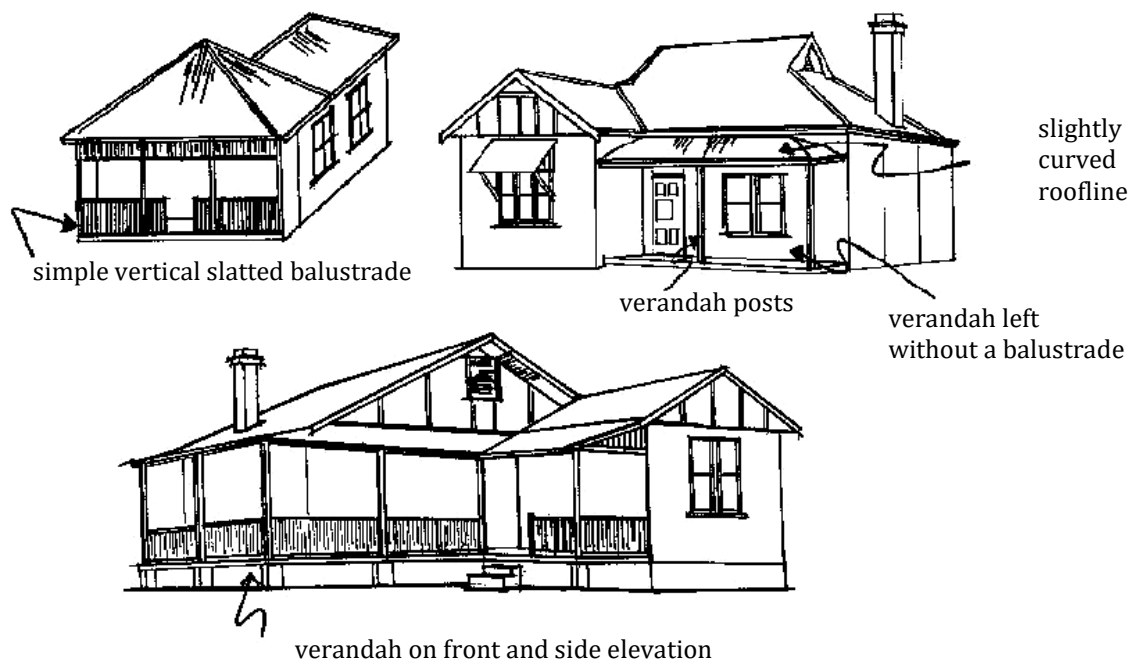 slightly
curved
roofline
simple vertical slatted balustrade
verandah posts
verandah left
without a balustrade
verandah on front and side elevation